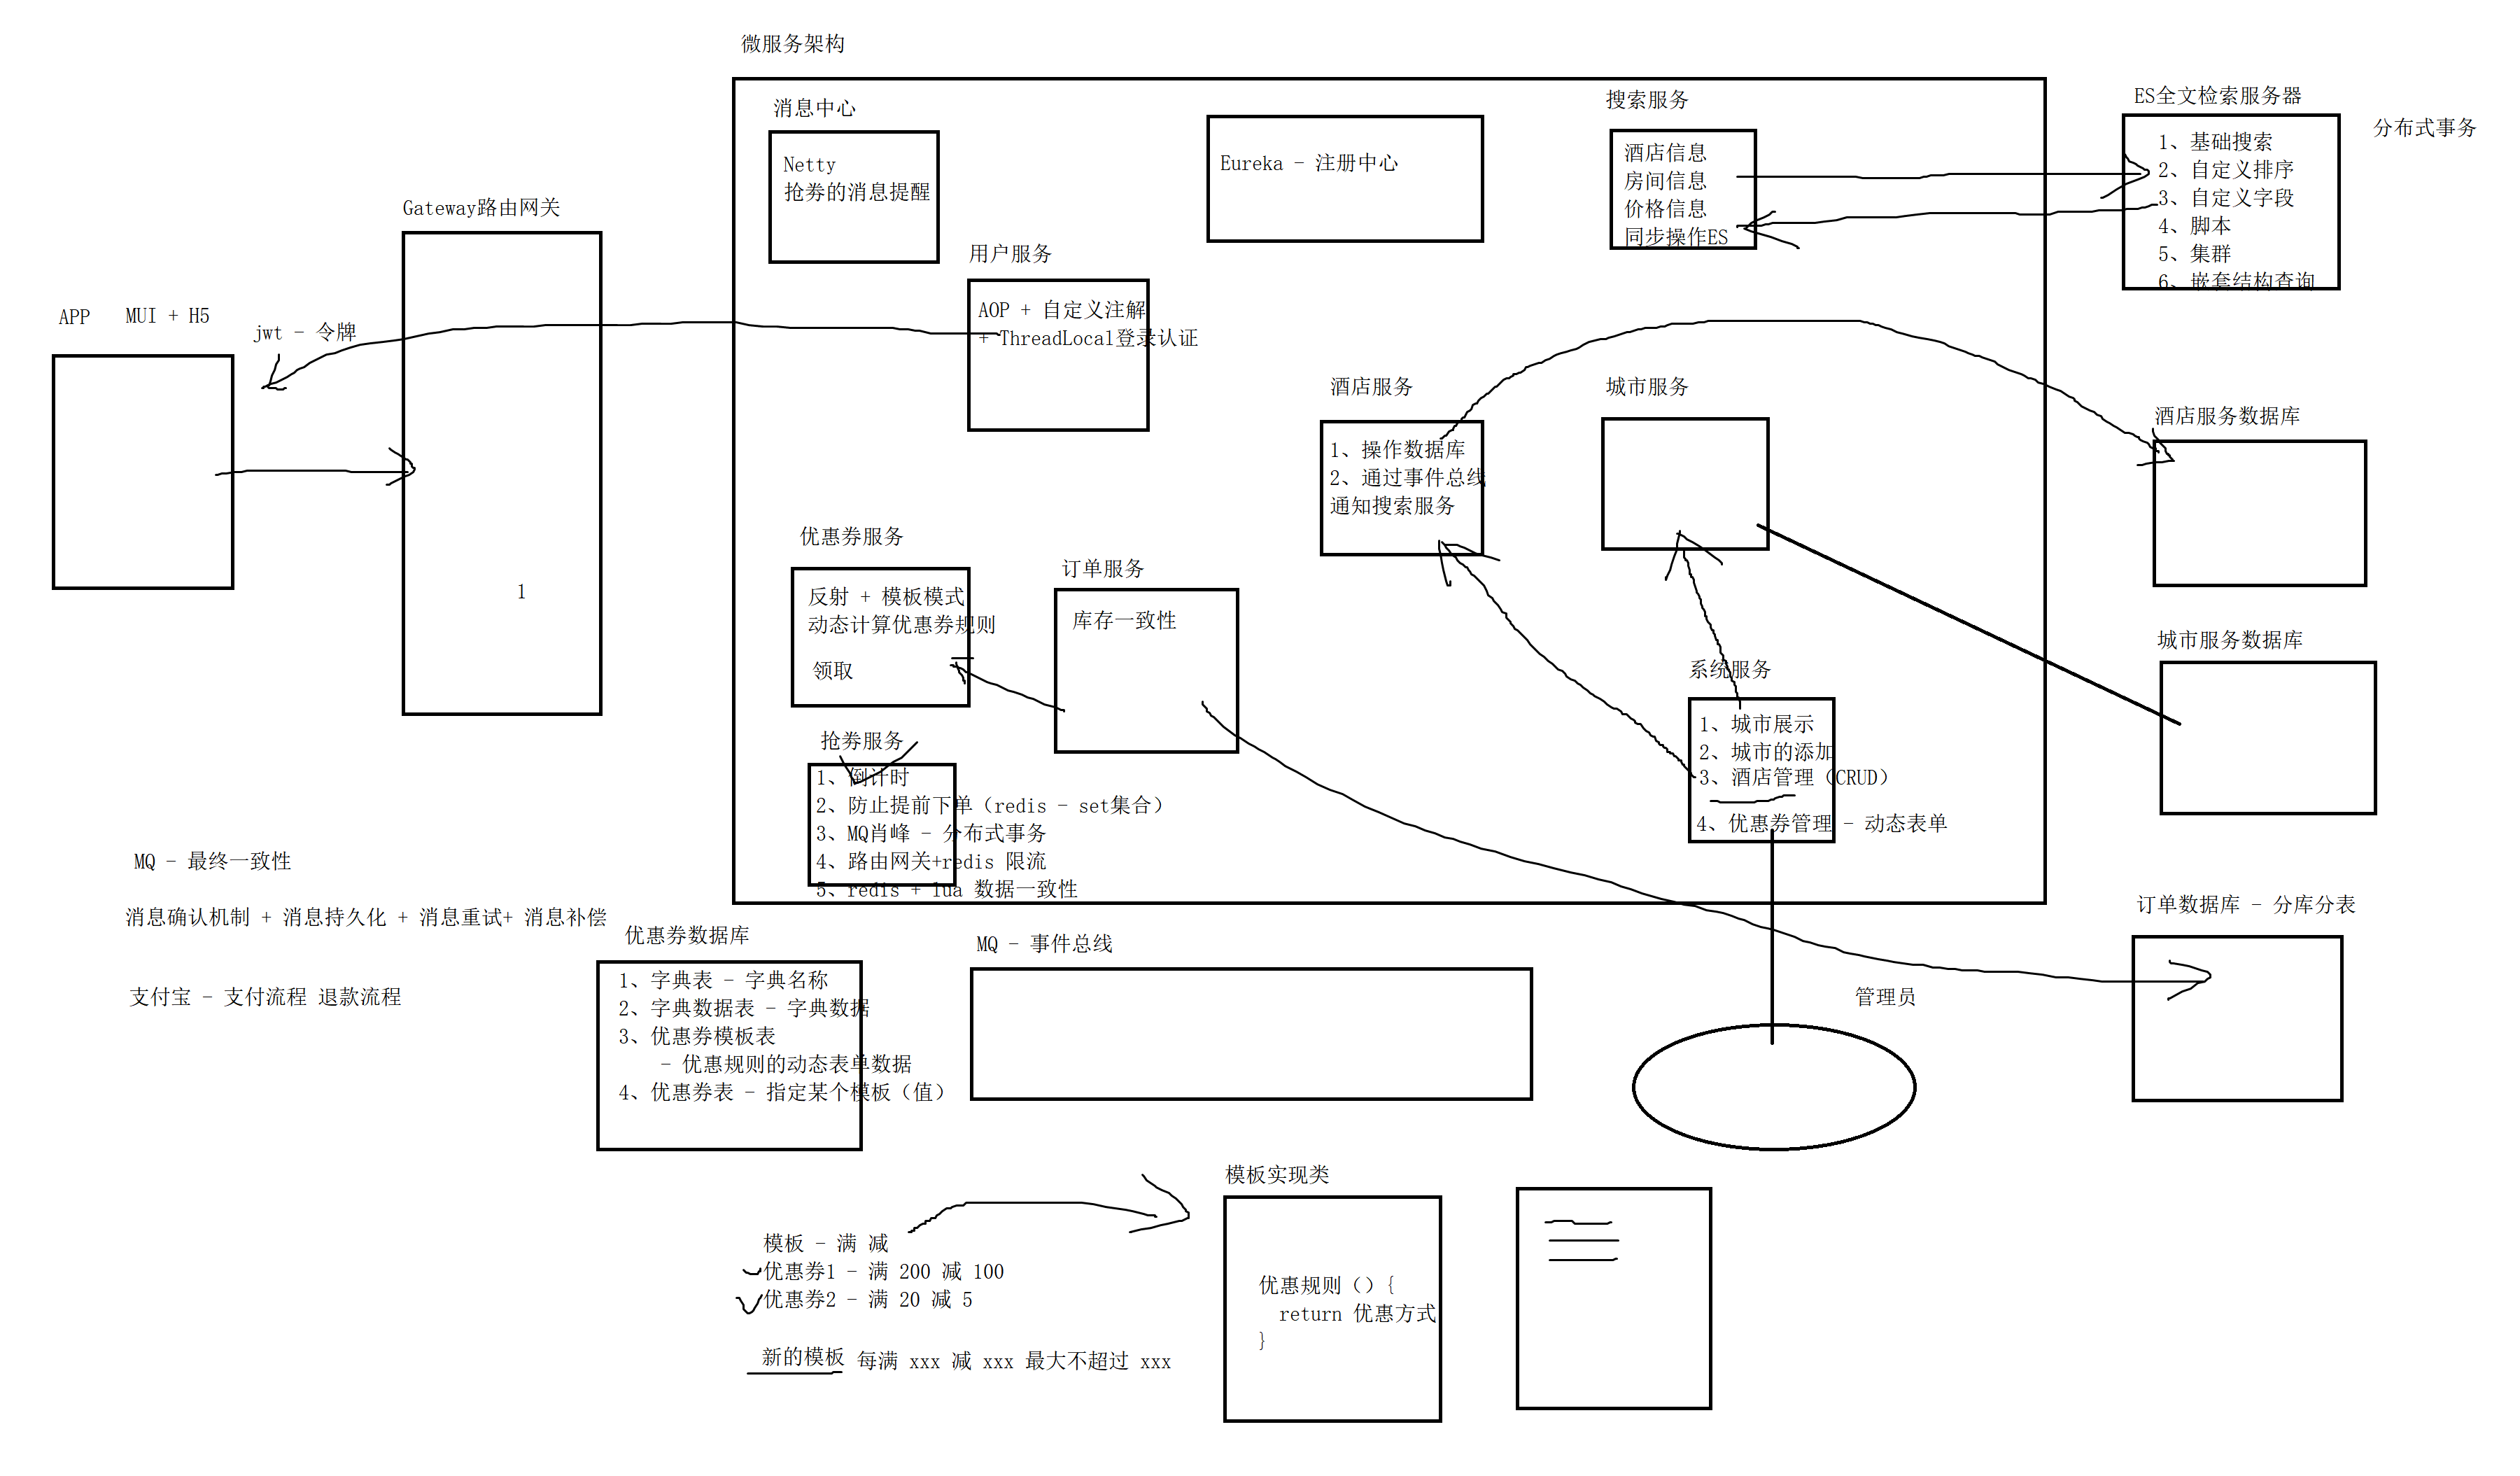 微服务架构
消息中心
Netty
抢券的消息提醒
Eureka - 注册中心
搜索服务
酒店信息
房间信息
价格信息
同步操作ES
ES全文检索服务器
1、基础搜索
2、自定义排序
3、自定义字段
4、脚本
5、集群
6、嵌套结构查询
分布式事务
Gateway路由网关
1
APP
MUI + H5
jwt - 令牌
用户服务
AOP + 自定义注解
+ ThreadLocal登录认证
酒店服务
1、操作数据库
2、通过事件总线
通知搜索服务
城市服务
酒店服务数据库
优惠券服务
反射 + 模板模式
动态计算优惠券规则
领取
订单服务
库存一致性
城市服务数据库
系统服务
1、城市展示
2、城市的添加
3、酒店管理（CRUD）
4、优惠券管理 - 动态表单
抢券服务
1、倒计时
2、防止提前下单（redis - set集合）
3、MQ肖峰 - 分布式事务
4、路由网关+redis 限流
5、redis + lua 数据一致性
MQ - 最终一致性
消息确认机制 + 消息持久化 + 消息重试+ 消息补偿
支付宝 - 支付流程 退款流程
优惠券数据库
1、字典表 - 字典名称
2、字典数据表 - 字典数据
3、优惠券模板表
- 优惠规则的动态表单数据
4、优惠券表 - 指定某个模板（值）
MQ - 事件总线
管理员
订单数据库 - 分库分表
模板 - 满 减
优惠券1 - 满 200 减 100
优惠券2 - 满 20 减 5
新的模板 每满 xxx 减 xxx 最大不超过 xxx
模板实现类
优惠规则（）{
return 优惠方式
}